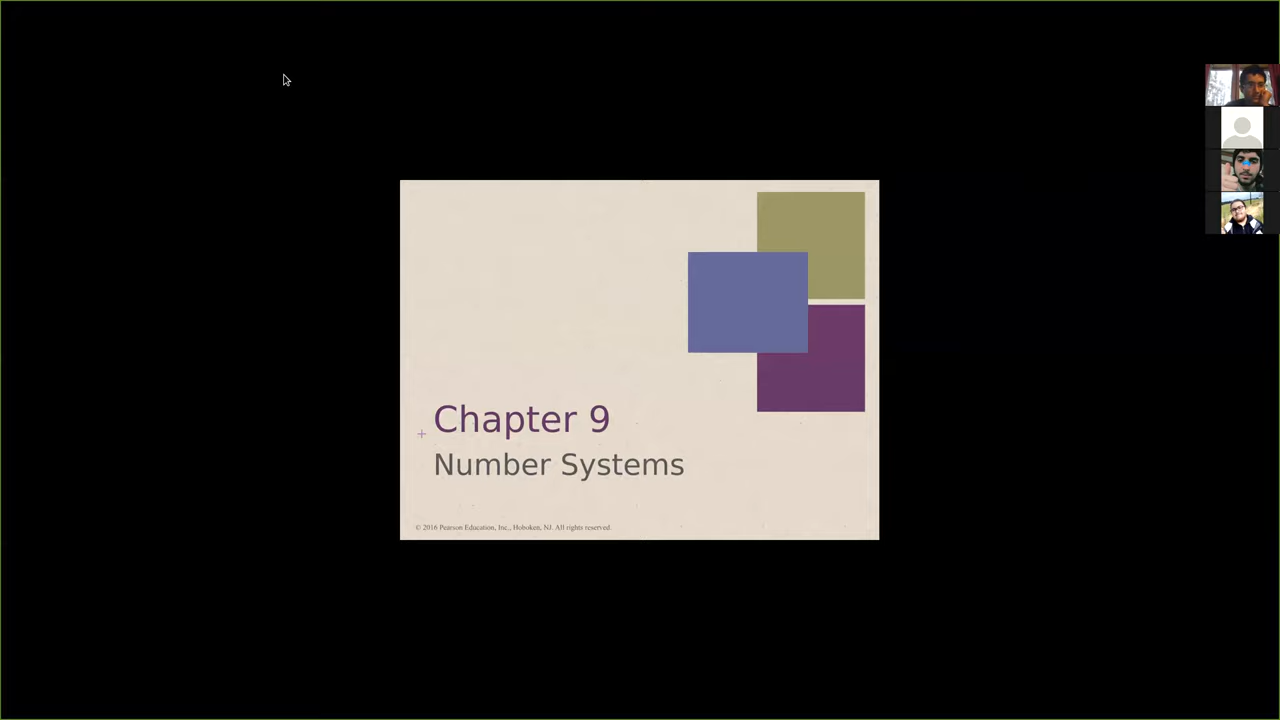 Chapter 9
+
Number Systems
© 2016 Pearson Education, Inc., Hoboken, NJ. All rights reserved.